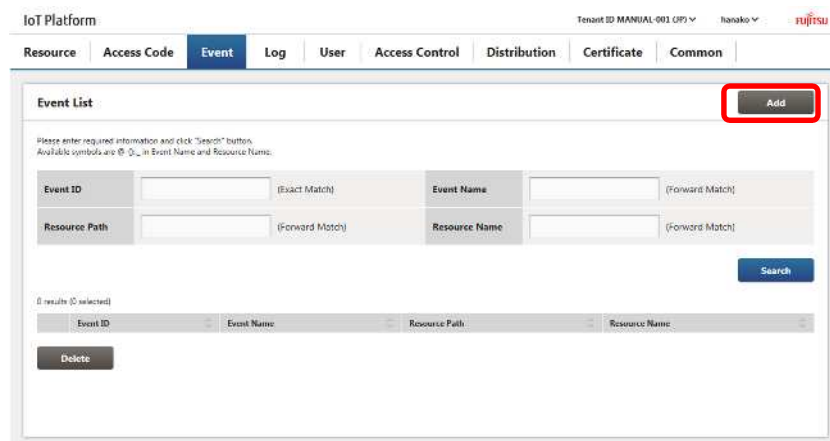 IoT Platform
Tenant ID MANUAL-001 (JP) hanako FUJITSU
Resource Access Code Event Log User Access Control Distribution Certificate Common
Event List Add
Please enter required information and click "Search" button.
Available symbols are @ in Event Name and Resource Name.
Event ID (Exact Match) Event Name (Forward Match)
Resource Path (Forward Match) Resource Name (Forward Match)
Search
0 results (0 selected)
Event ID Event Name Resource Path Resource Name
Delete